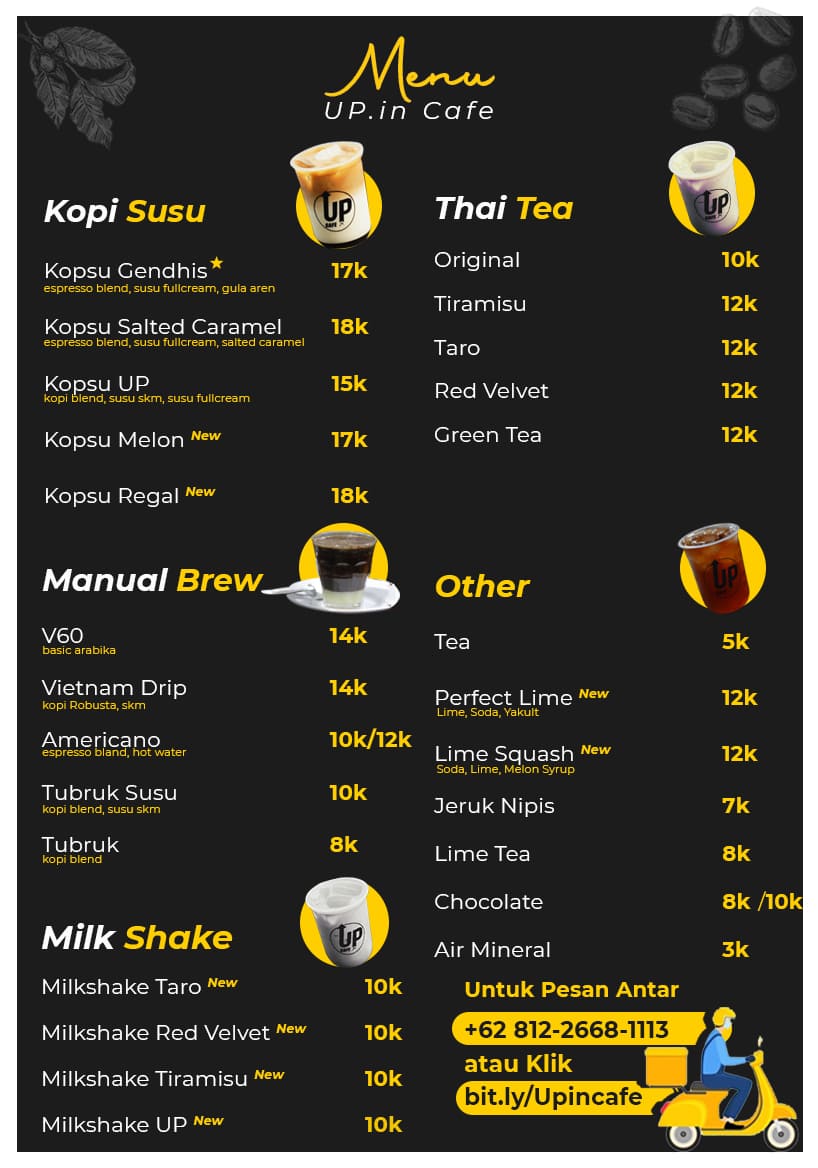 Menu
UP.in Cafe
Kopi Susu
UP
CAFE
Kopsu Gendhis 17k
espresso blend, susu fullcream, gula aren
Kopsu Salted Caramel 18k
espresso blend, susu fullcream, salted caramel
Kopsu UP 15k
kopi blend, susu skm, susu fullcream
Kopsu Melon New 17k
Kopsu Regal New 18k
Manual Brew
V60 14k
basic arabika
Vietnam Drip 14k
kopi Robusta, skm
Americano 10k/12k
espresso bland, hot water
Tubruk Susu 10k
kopi blend, susu skm
Tubruk 8k
kopi blend
Milk Shake
UP
CAFE
Milkshake Taro New 10k
Milkshake Red Velvet New 10k
Milkshake Tiramisu New 10k
Milkshake UP New 10k
Thai Tea
UP
CAFE
Original 10k
Tiramisu 12k
Taro 12k
Red Velvet 12k
Green Tea 12k
Other
UP
Tea 5k
Perfect Lime New 12k
Lime, Soda, Yakult
Lime Squash New 12k
Soda, Lime, Melon Syrup
Jeruk Nipis 7k
Lime Tea 8k
Chocolate 8k /10k
Air Mineral 3k
Untuk Pesan Antar
+62 812-2668-1113
atau Klik
bit.ly/Upincafe